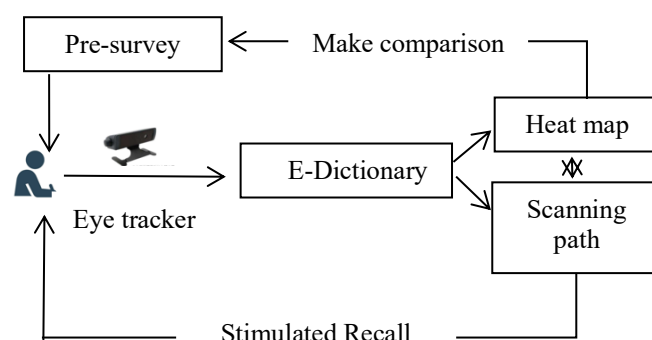 Pre-survey
Make comparison
Heat map
E-Dictionary
Eye tracker
Scanning
path
Stimulated Recall